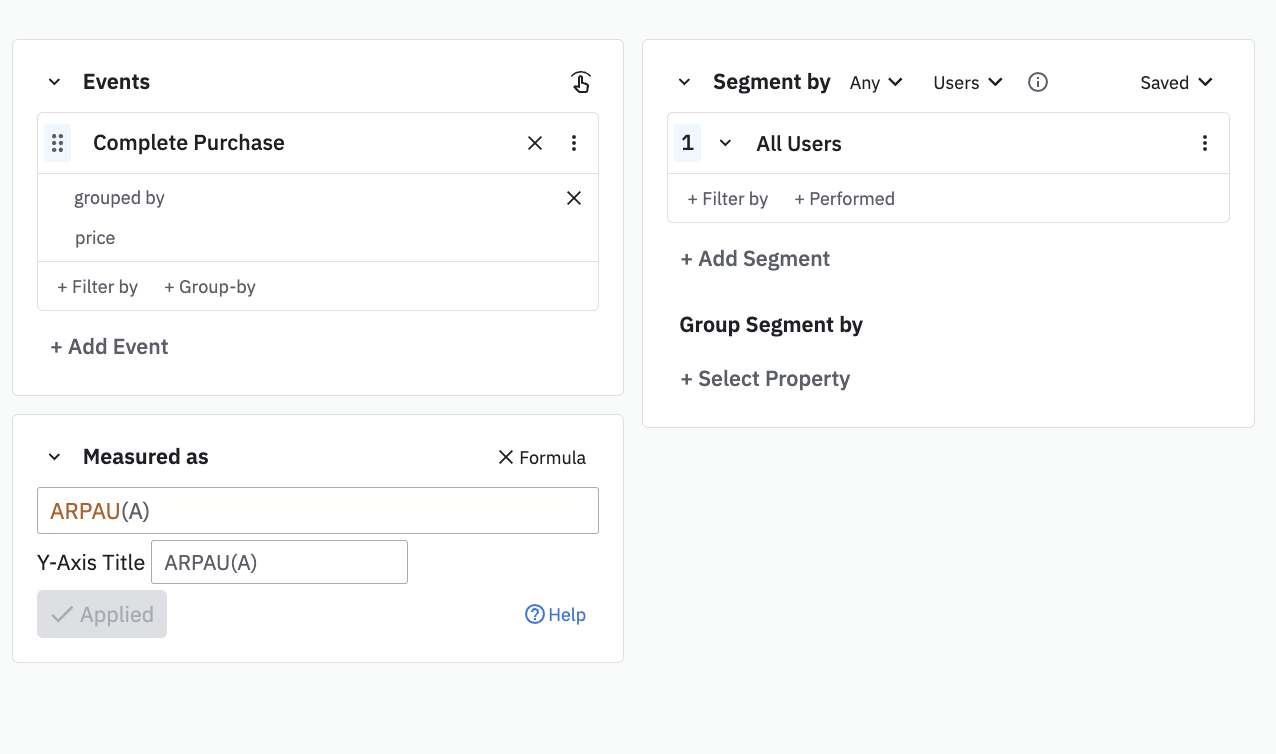 Events
Complete Purchase
grouped by
price
+ Filter by + Group-by
+ Add Event
Measured as Formula
ARPAU(A)
Y-Axis Title ARPAU(A)
Applied Help
Segment by Any Users Saved
1 All Users
+ Filter by + Performed
+ Add Segment
Group Segment by
+ Select Property